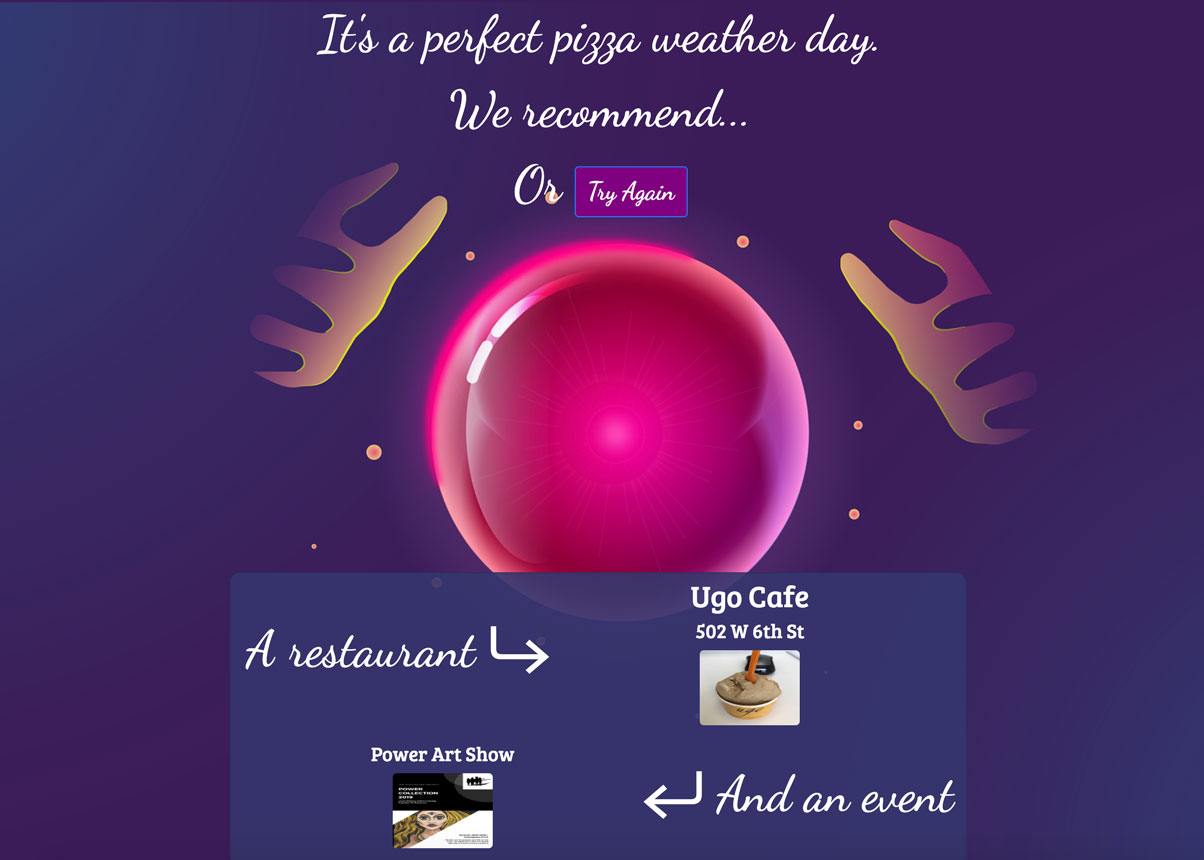 It's a perfect pizza weather day.
We recommend...
Or Try Again
Ugo Cafe
502 W 6th St
A restaurant
ugo
Power Art Show
POWER
COLLECTION
2019
And an event